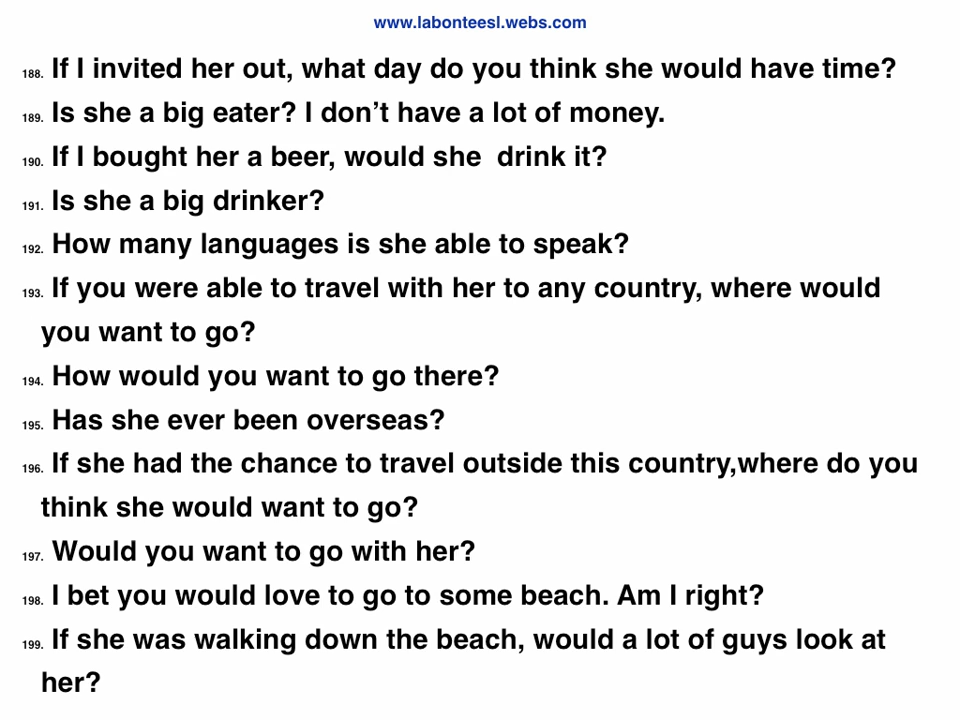 www.labonteesl.webs.com
188. If I invited her out, what day do you think she would have time?
189. Is she a big eater? I don’t have a lot of money.
190. If I bought her a beer, would she  drink it?
191. Is she a big drinker?
192. How many languages is she able to speak?
193. If you were able to travel with her to any country, where would
you want to go?
194. How would you want to go there?
195. Has she ever been overseas?
196. If she had the chance to travel outside this country,where do you
think she would want to go?
197. Would you want to go with her?
198. I bet you would love to go to some beach. Am I right?
199. If she was walking down the beach, would a lot of guys look at
her?